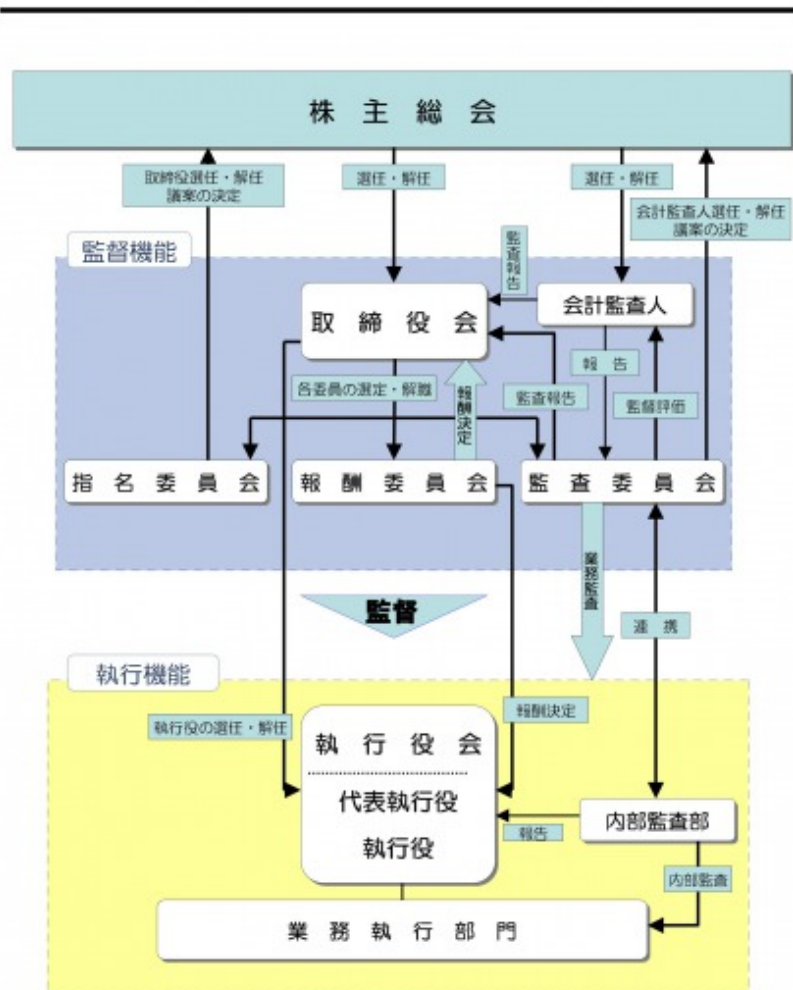 株主総会
取締役選任・解任
議案の決定
選任・解任
選任・解任
会計監査人選任・解任
議案の決定
監督機能
監査報告
取締役会
会計監査人
報告
各委員の選定・解職
報酬決定
監査報告
監督評価
指名委員会
報酬委員会
監査委員会
業務監査
監督
連携
執行機能
執行役の選任・解任
報酬決定
執行役会
代表執行役
執行役
報告
内部監査部
内部監査
業務執行部門